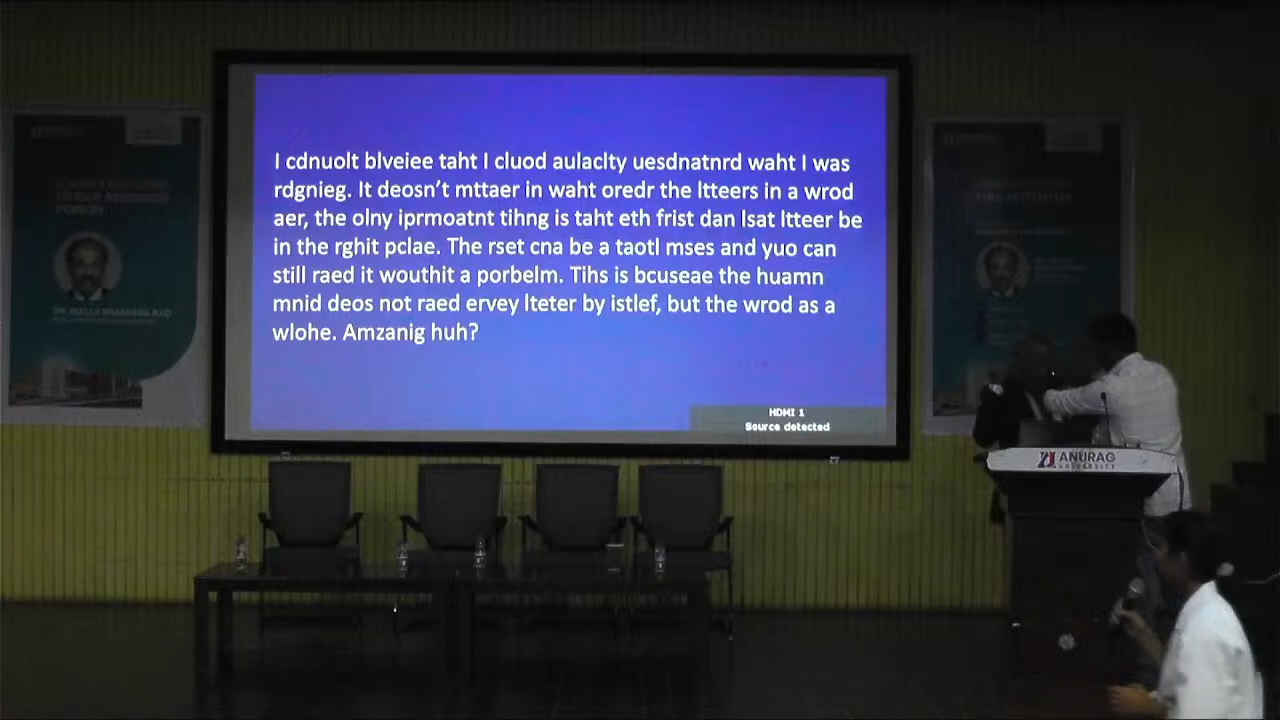 I cdnuolt blveiee taht I cluod aulaclty uesdnatnrd waht I was
rdgnieg. It deosn't mttaer in waht oredr the ltteers in a wrod
aer, the olny iprmoatnt tihng is taht eth frist dan lsat ltteer be
in the rghit pclae. The rset cna be a taotl mses and yuo can
still raed it wouthit a porbelm. Tihs is bcuseae the huamn
mnid deos not raed ervey lteter by istlef, but the wrod as a
wlohe. Amzanig huh?
HDMI 1
Source detected
ANURAG
UNIVERSITY